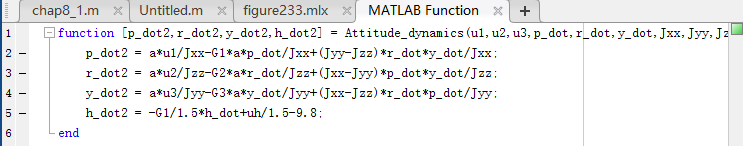 chap8_1.m Untitled.m figure233.mlx MATLAB Function
1 function [p_dot2,r_dot2,y_dot2,h_dot2] = Attitude_dynamics(u1,u2,u3,p_dot,r_dot,y_dot,Jxx,Jyy,Jz
2 p_dot2 = a*u1/Jxx-G1*a*p_dot/Jxx+(Jyy-Jzz)*r_dot*y_dot/Jxx;
3 r_dot2 = a*u2/Jzz-G2*a*r_dot/Jzz+(Jxx-Jyy)*p_dot*y_dot/Jzz;
4 y_dot2 = a*u3/Jyy-G3*a*y_dot/Jyy+(Jxx-Jzz)*r_dot*p_dot/Jyy;
5 h_dot2 = -G1/1.5*h_dot+uh/1.5-9.8;
6 end